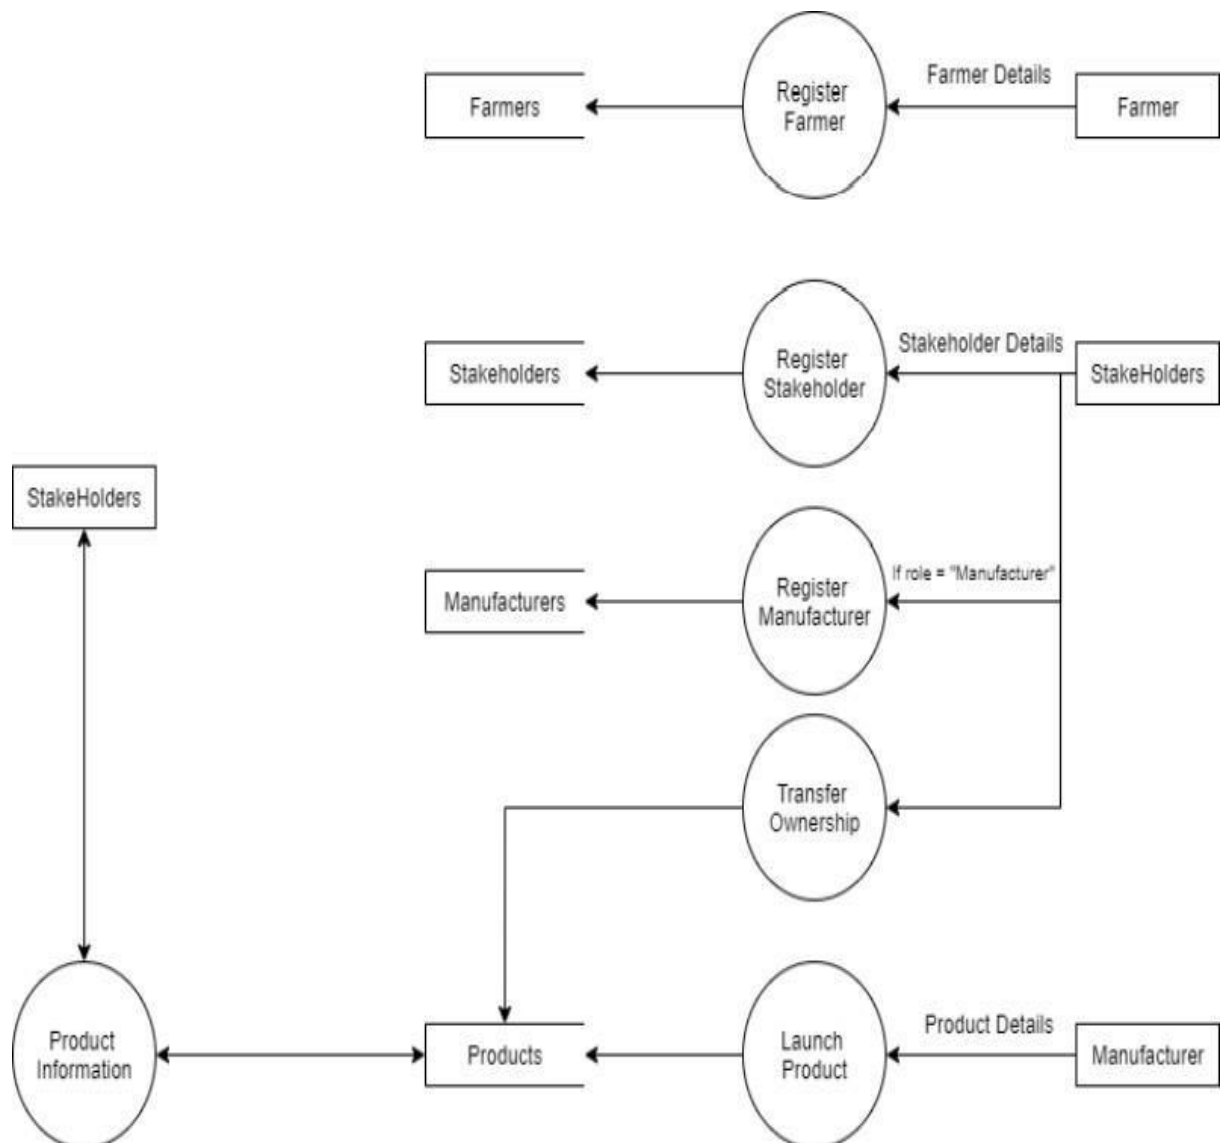 Farmer Details
Farmers
Register
Farmer
Farmer
Stakeholder Details
Stakeholders
Register
Stakeholder
StakeHolders
StakeHolders
If role = "Manufacturer"
Manufacturers
Register
Manufacturer
Transfer
Ownership
Product Details
Product
Information
Products
Launch
Product
Manufacturer